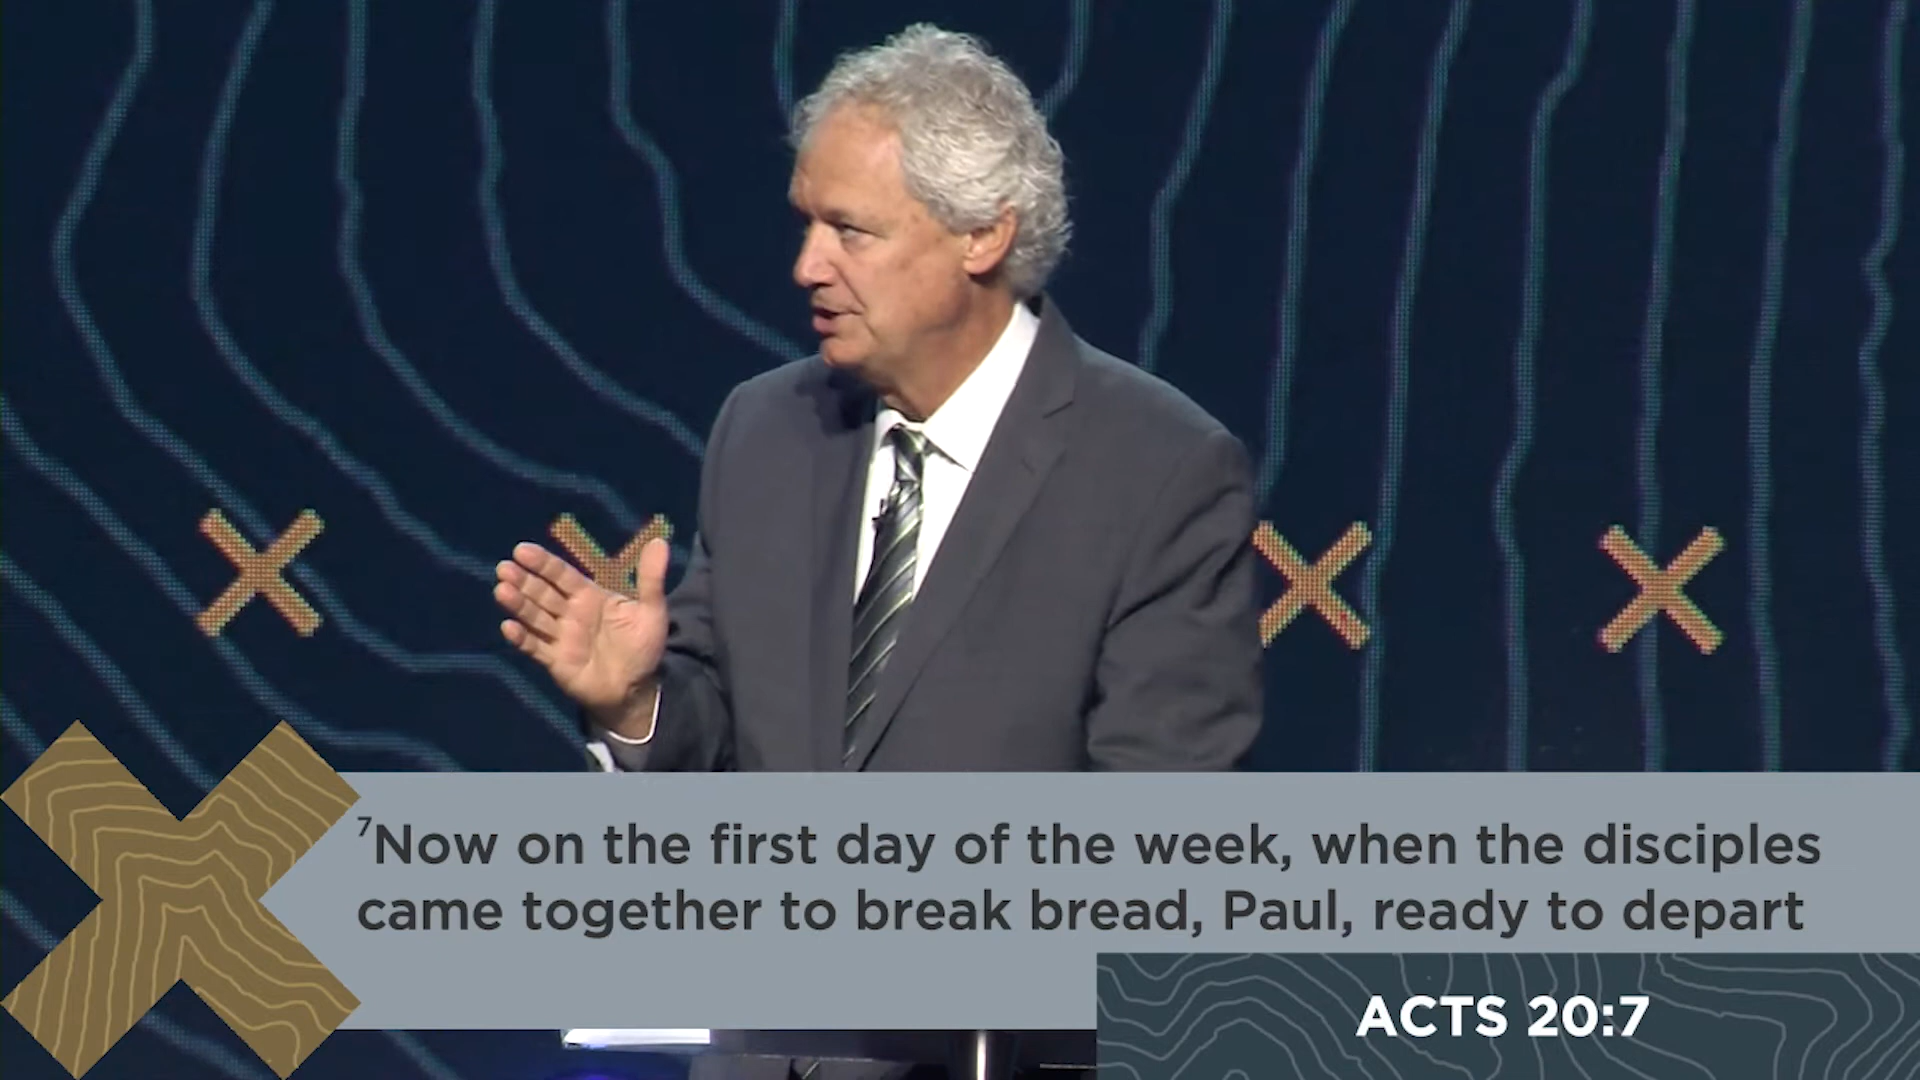 ⁷Now on the first day of the week, when the disciples
came together to break bread, Paul, ready to depart
ACTS 20:7